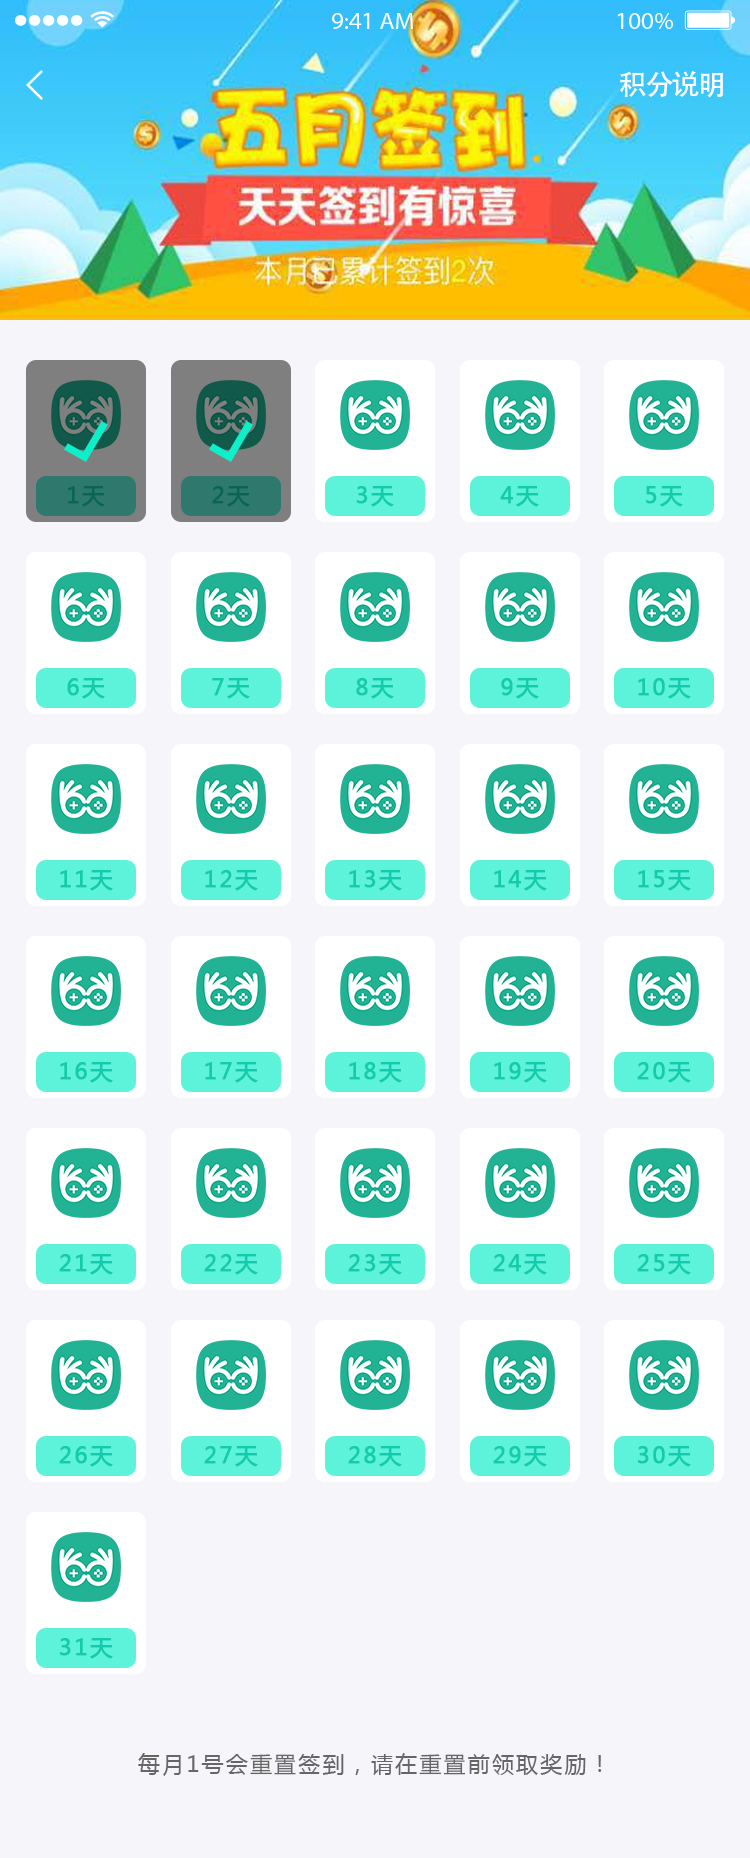 9:41 AM 100%
积分说明
五月签到
天天签到有惊喜
本月已累计签到2次
1天 2天 3天 4天 5天
6天 7天 8天 9天 10天
11天 12天 13天 14天 15天
16天 17天 18天 19天 20天
21天 22天 23天 24天 25天
26天 27天 28天 29天 30天
31天
每月1号会重置签到，请在重置前领取奖励！